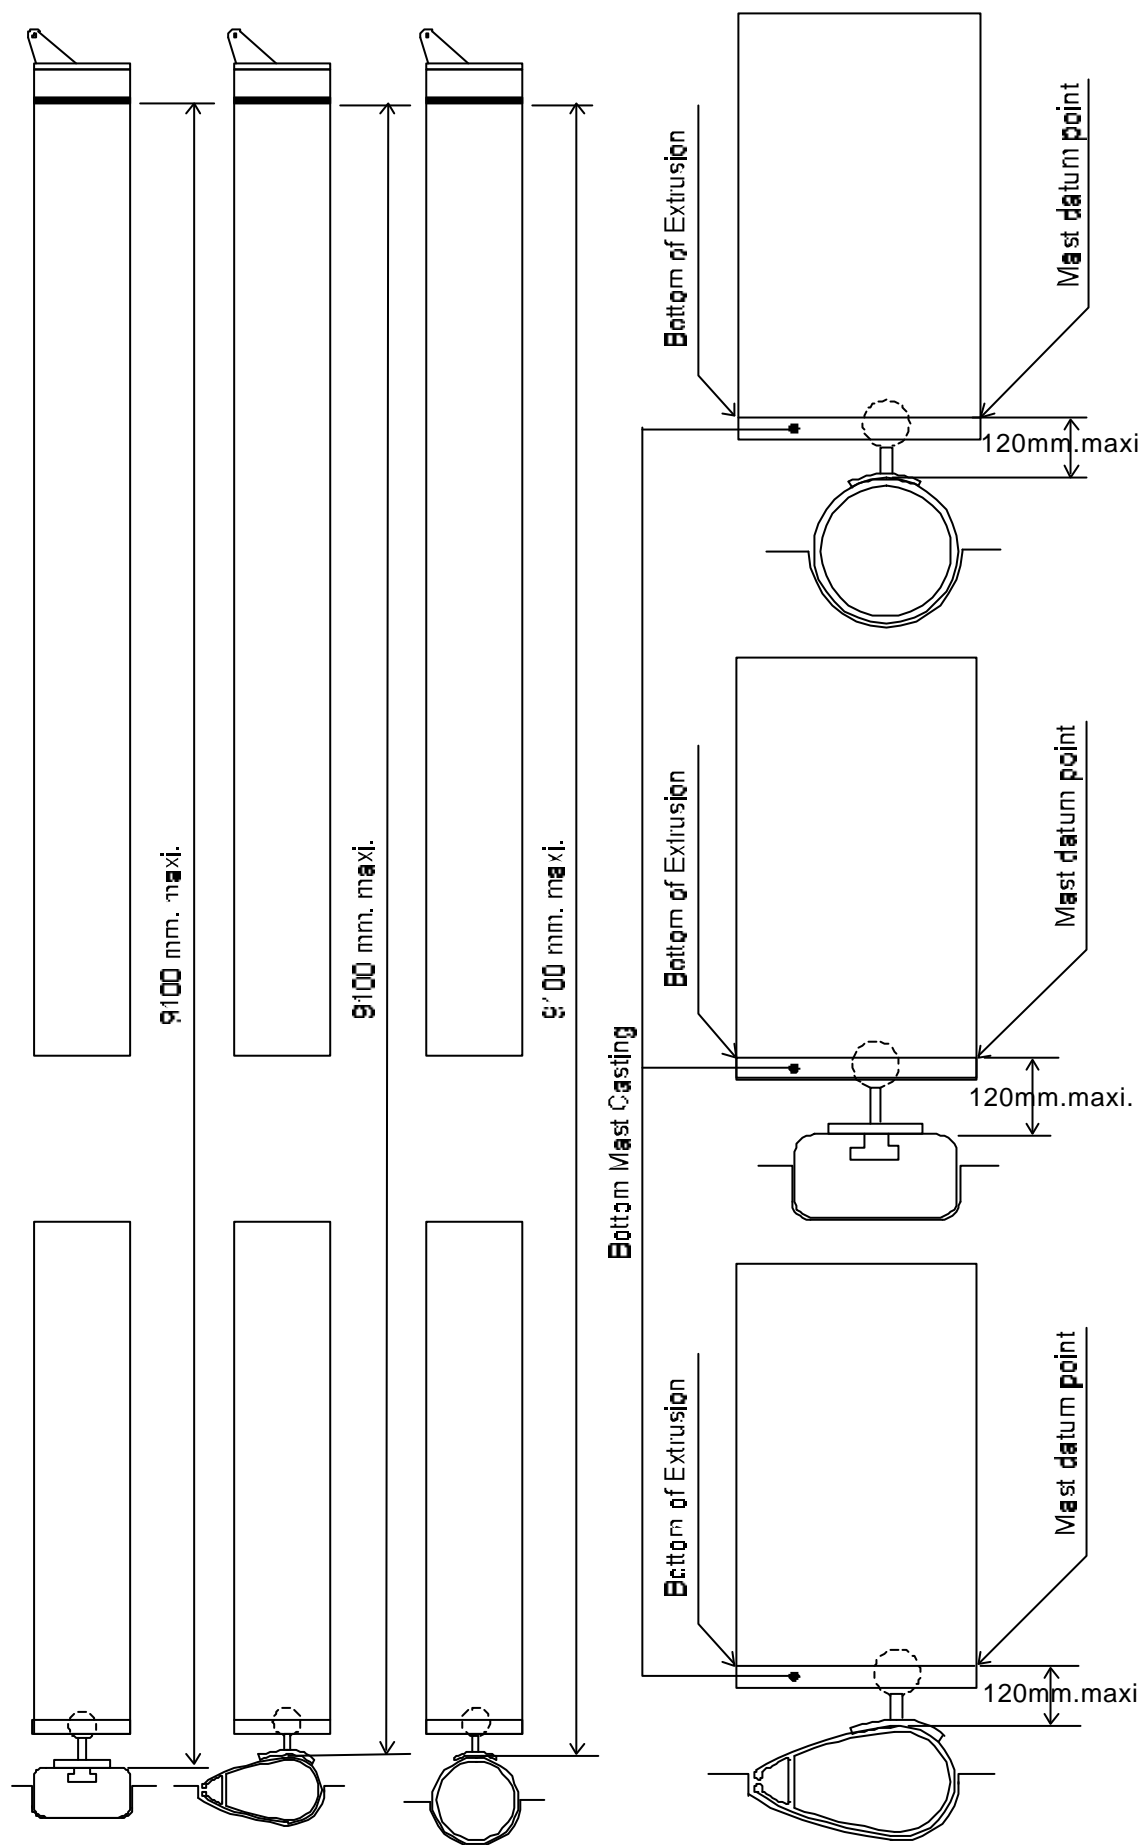 9100 mm. maxi.
9100 mm. maxi.
9100 mm. maxi.
Bottom Mast Casting
Bottom of Extrusion
Mast datum point
120mm.maxi
Bottom of Extrusion
Mast datum point
120mm.maxi.
Bottom of Extrusion
Mast datum point
120mm.maxi